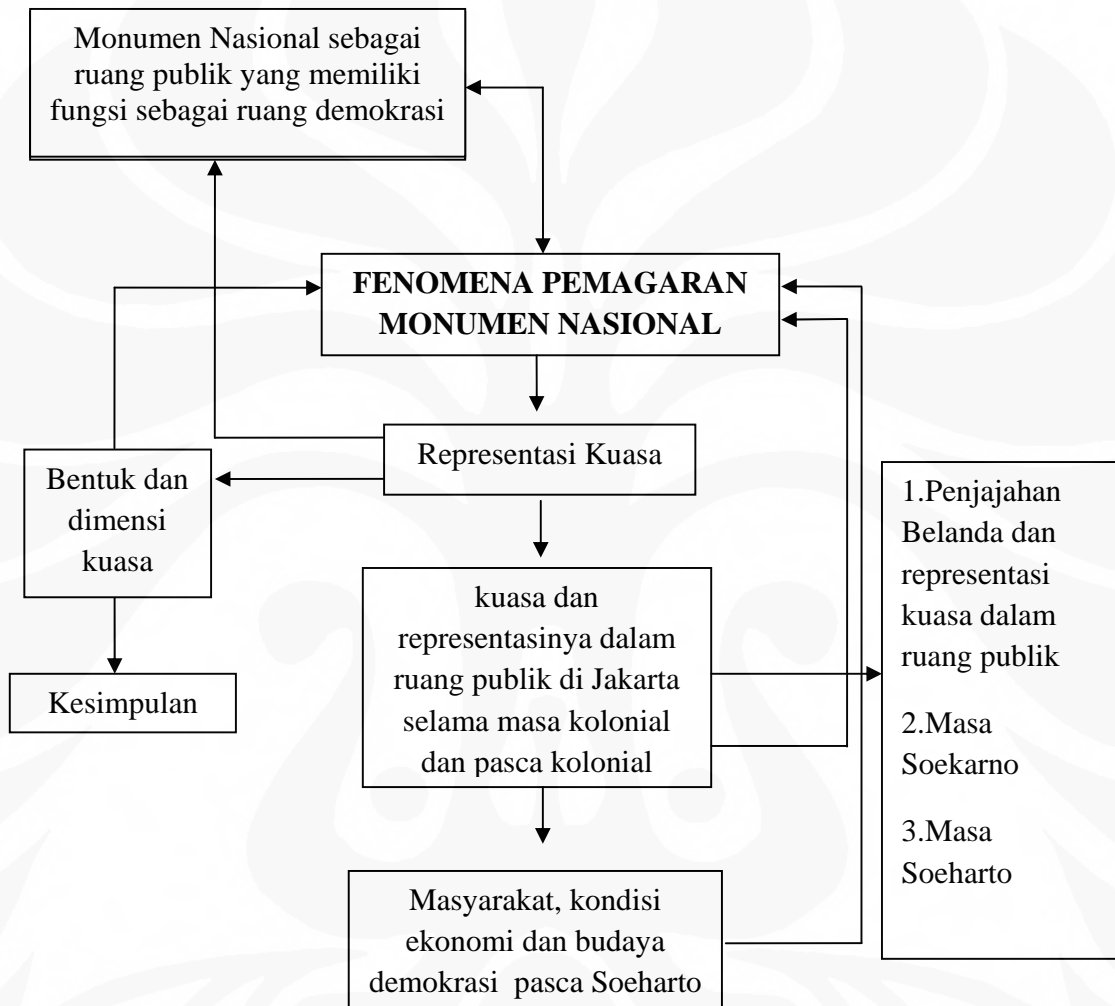 Monumen Nasional sebagai
ruang publik yang memiliki
fungsi sebagai ruang demokrasi
FENOMENA PEMAGARAN
MONUMEN NASIONAL
Representasi Kuasa
Bentuk dan
dimensi
kuasa
Kesimpulan
kuasa dan
representasinya dalam
ruang publik di Jakarta
selama masa kolonial
dan pasca kolonial
1.Penjajahan
Belanda dan
representasi
kuasa dalam
ruang publik
2.Masa
Soekarno
3.Masa
Soeharto
Masyarakat, kondisi
ekonomi dan budaya
demokrasi  pasca Soeharto